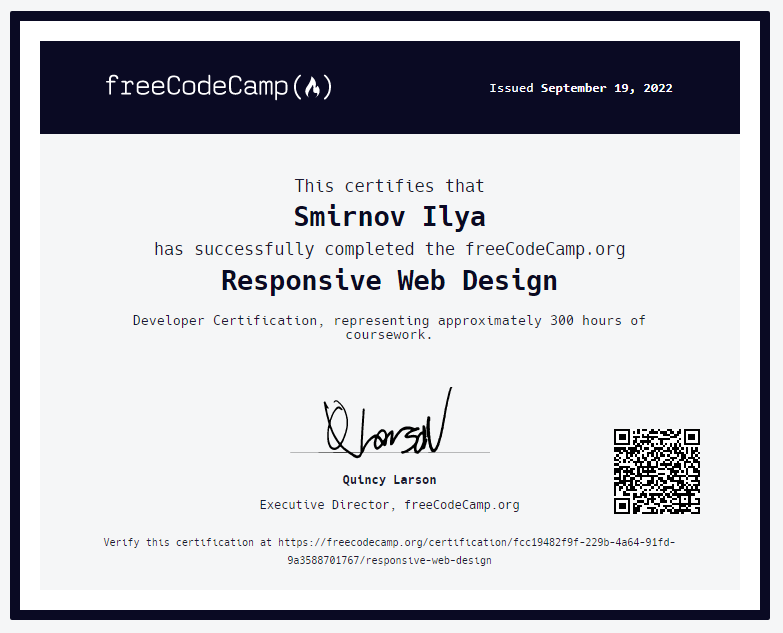 freeCodeCamp(🔥)
Issued September 19, 2022
This certifies that
Smirnov Ilya
has successfully completed the freeCodeCamp.org
Responsive Web Design
Developer Certification, representing approximately 300 hours of
coursework.
Q Larson
Quincy Larson
Executive Director, freeCodeCamp.org
Verify this certification at https://freecodecamp.org/certification/fcc19482f9f-229b-4a64-91fd-
9a3588701767/responsive-web-design